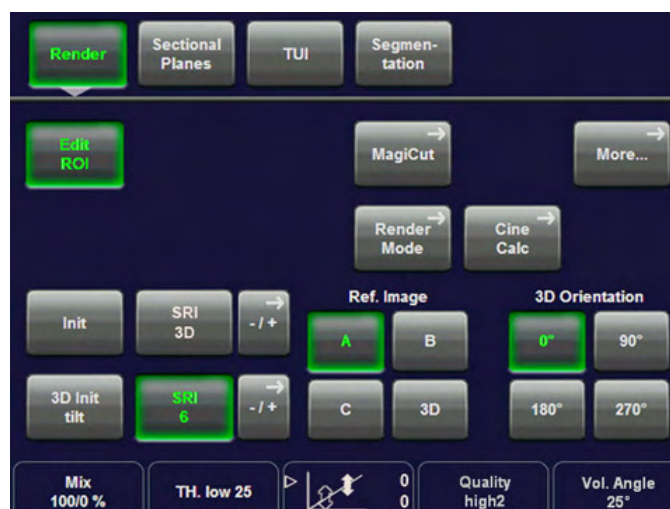 Render
Sectional
Planes
TUI
Segmen-
tation
Edit
ROI
MagiCut
More...
Render
Mode
Cine
Calc
Ref. Image
3D Orientation
Init
SRI
3D
- / +
A
B
0°
90°
3D Init
tilt
SRI
6
- / +
C
3D
180°
270°
Mix
100/0 %
TH. low 25
0
0
Quality
high2
Vol. Angle
25°